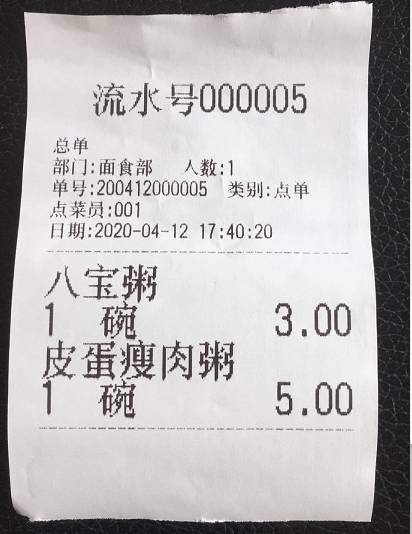 流水号000005
总单
部门:面食部 人数:1
单号:200412000005 类别:点单
点菜员:001
日期:2020-04-12 17:40:20
八宝粥
1 碗 3.00
皮蛋瘦肉粥
1 碗 5.00